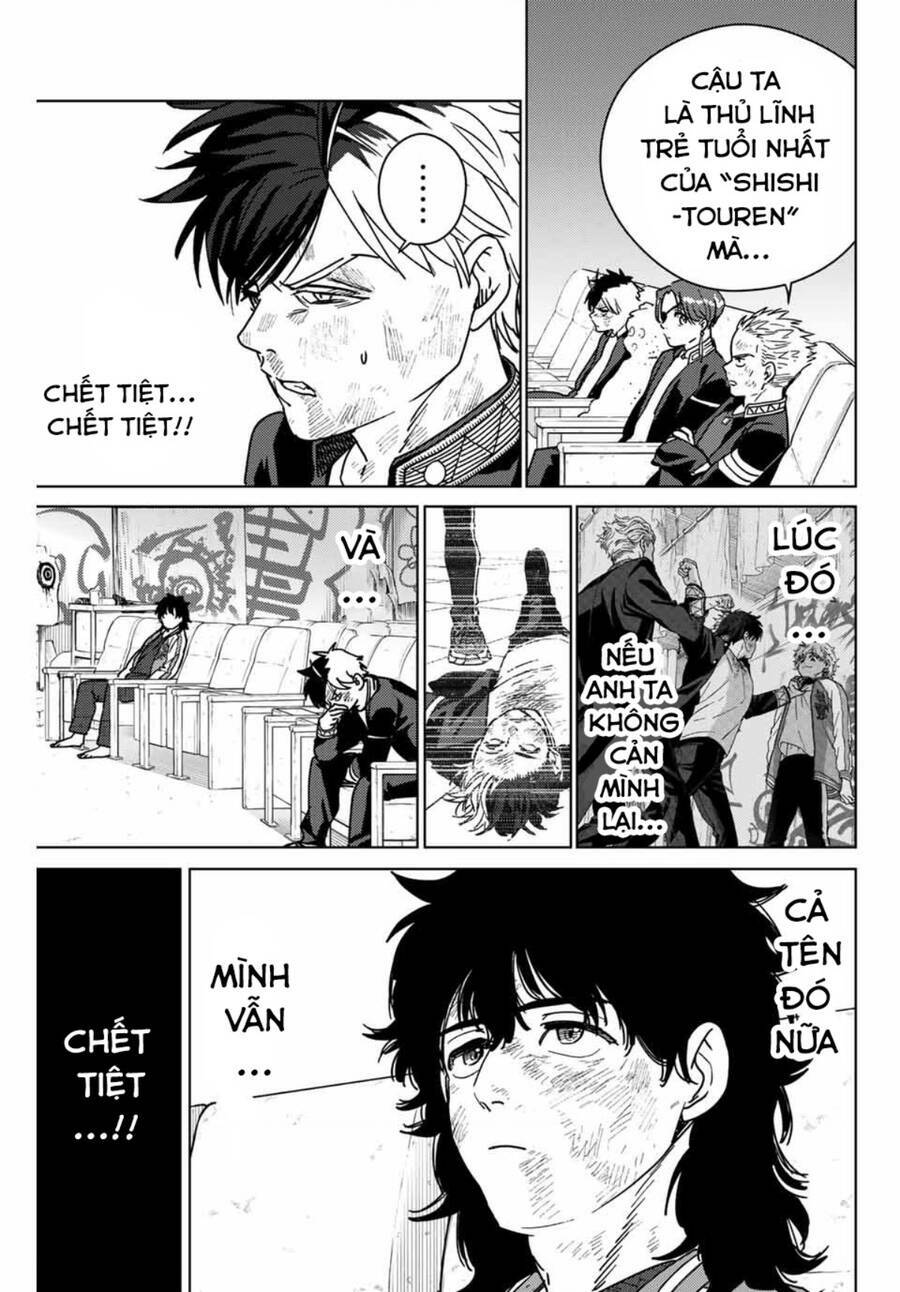 CẬU TA
LÀ THỦ LĨNH
TRẺ TUỔI NHẤT
CỦA “SHISHI
-TOUREN”
MÀ...
......
CHẾT TIỆT...
CHẾT TIỆT!!
LÚC
ĐÓ
...
NẾU
ANH TA
KHÔNG
CẢN
MÌNH
LẠI...
VÀ
...
CẢ
TÊN
ĐÓ
NỮA
MÌNH
VẪN
...
CHẾT
TIỆT
...!!